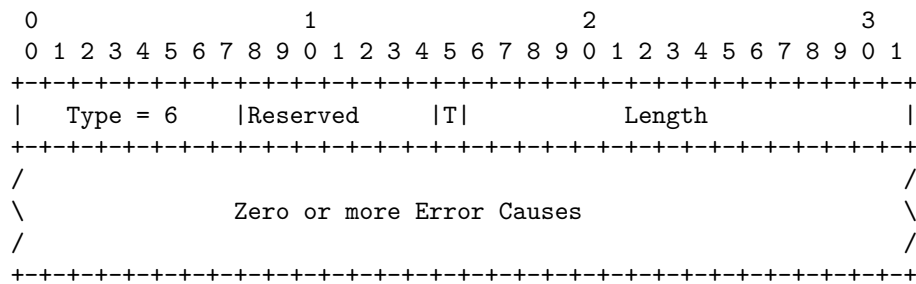 0                   1                   2                   3
 0 1 2 3 4 5 6 7 8 9 0 1 2 3 4 5 6 7 8 9 0 1 2 3 4 5 6 7 8 9 0 1
+-+-+-+-+-+-+-+-+-+-+-+-+-+-+-+-+-+-+-+-+-+-+-+-+-+-+-+-+-+-+-+-+
|   Type = 6    |Reserved     |T|           Length              |
+-+-+-+-+-+-+-+-+-+-+-+-+-+-+-+-+-+-+-+-+-+-+-+-+-+-+-+-+-+-+-+-+
/                                                               /
\               Zero or more Error Causes                       \
/                                                               /
+-+-+-+-+-+-+-+-+-+-+-+-+-+-+-+-+-+-+-+-+-+-+-+-+-+-+-+-+-+-+-+-+